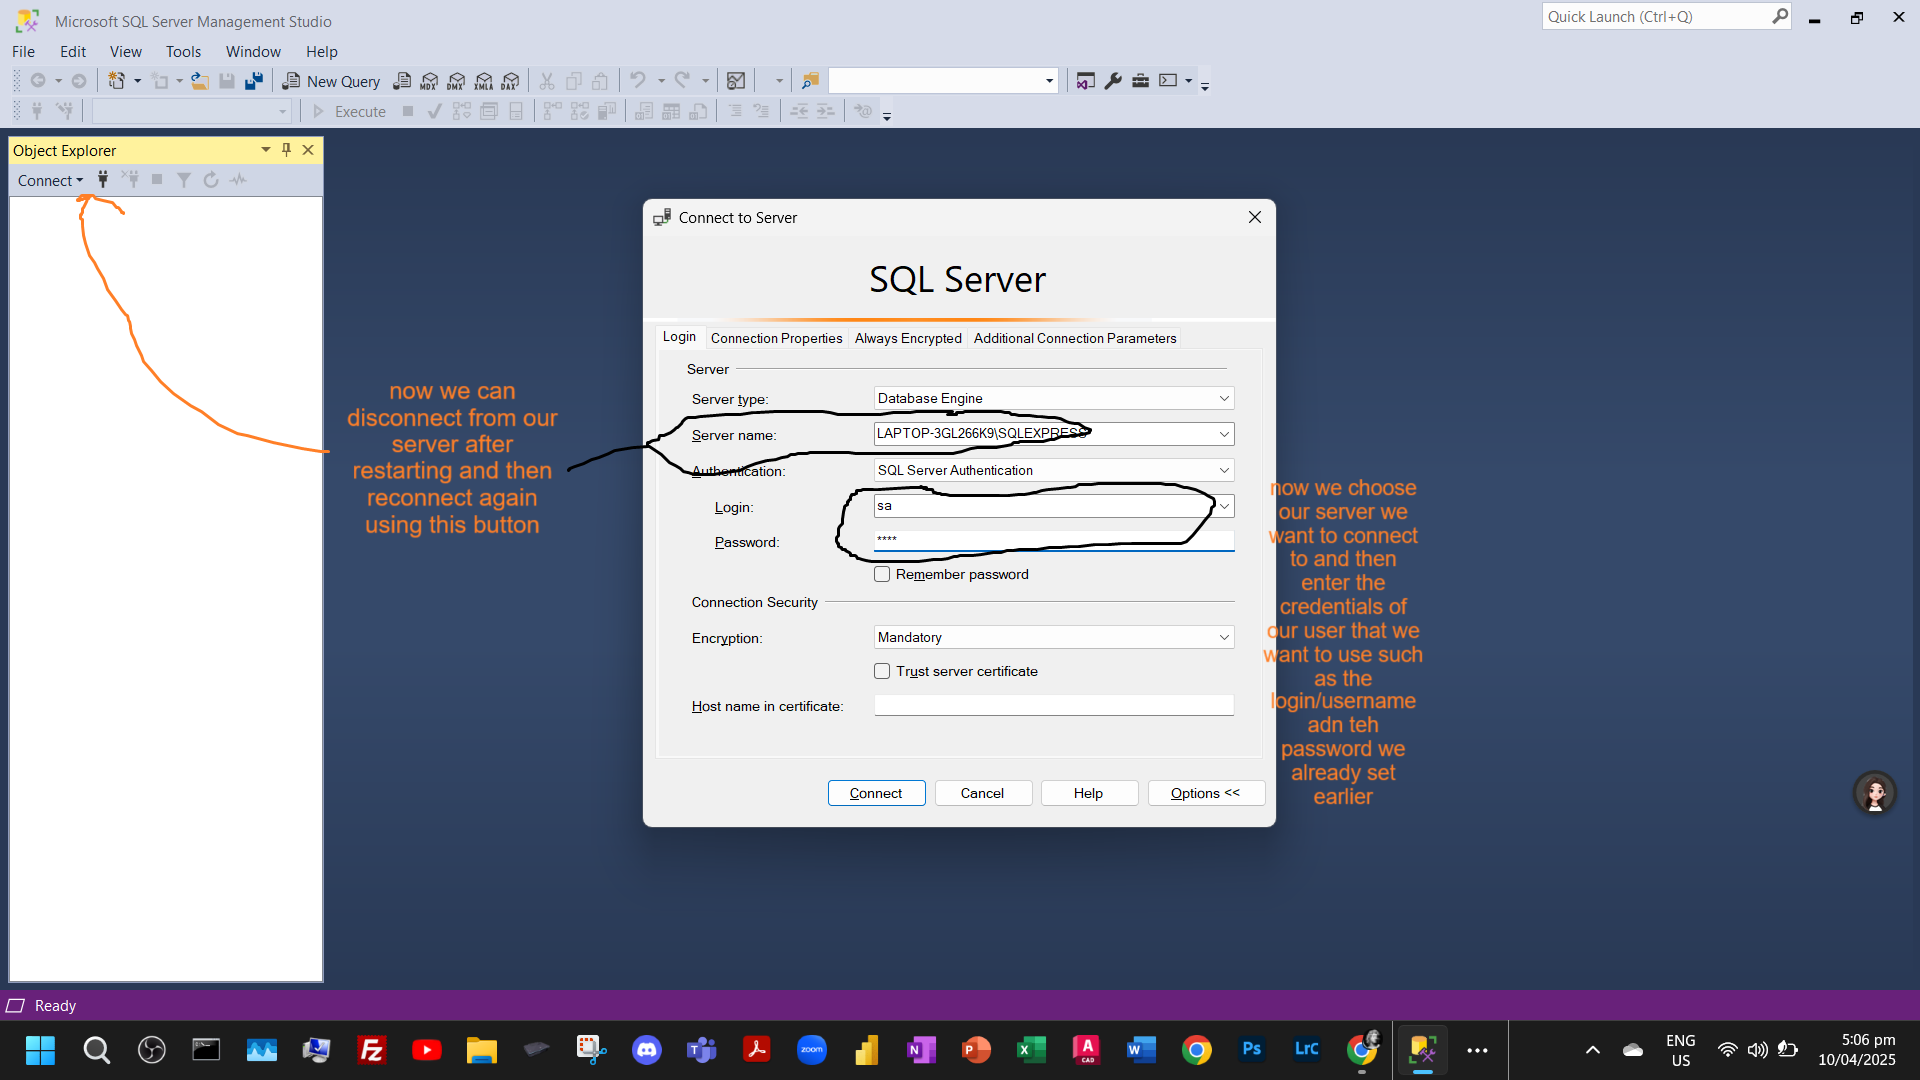 Microsoft SQL Server Management Studio
Quick Launch (Ctrl+Q)
File Edit View Tools Window Help
New Query
MDX DMX XMLA DAX
Execute
Object Explorer
Connect
now we can
disconnect from our
server after
restarting and then
reconnect again
using this button
Connect to Server
SQL Server
Login Connection Properties Always Encrypted Additional Connection Parameters
Server
Server type: Database Engine
Server name: LAPTOP-3GL266K9\SQLEXPRESS
Authentication: SQL Server Authentication
Login: sa
Password: ****
Remember password
Connection Security
Encryption: Mandatory
Trust server certificate
Host name in certificate:
Connect Cancel Help Options <<
now we choose
our server we
want to connect
to and then
enter the
credentials of
our user that we
want to use such
as the
login/username
adn teh
password we
already set
earlier
Ready
zoom
CAD
Ps
LrC
ENG
US
5:06 pm
10/04/2025